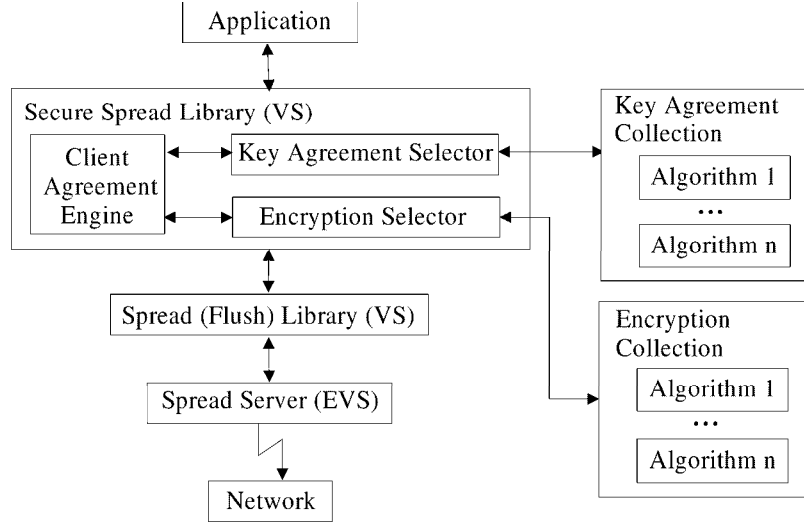 Application
Secure Spread Library (VS)
Client
Agreement
Engine
Key Agreement Selector
Encryption Selector
Spread (Flush) Library (VS)
Spread Server (EVS)
Network
Key Agreement
Collection
Algorithm 1
...
Algorithm n
Encryption
Collection
Algorithm 1
...
Algorithm n